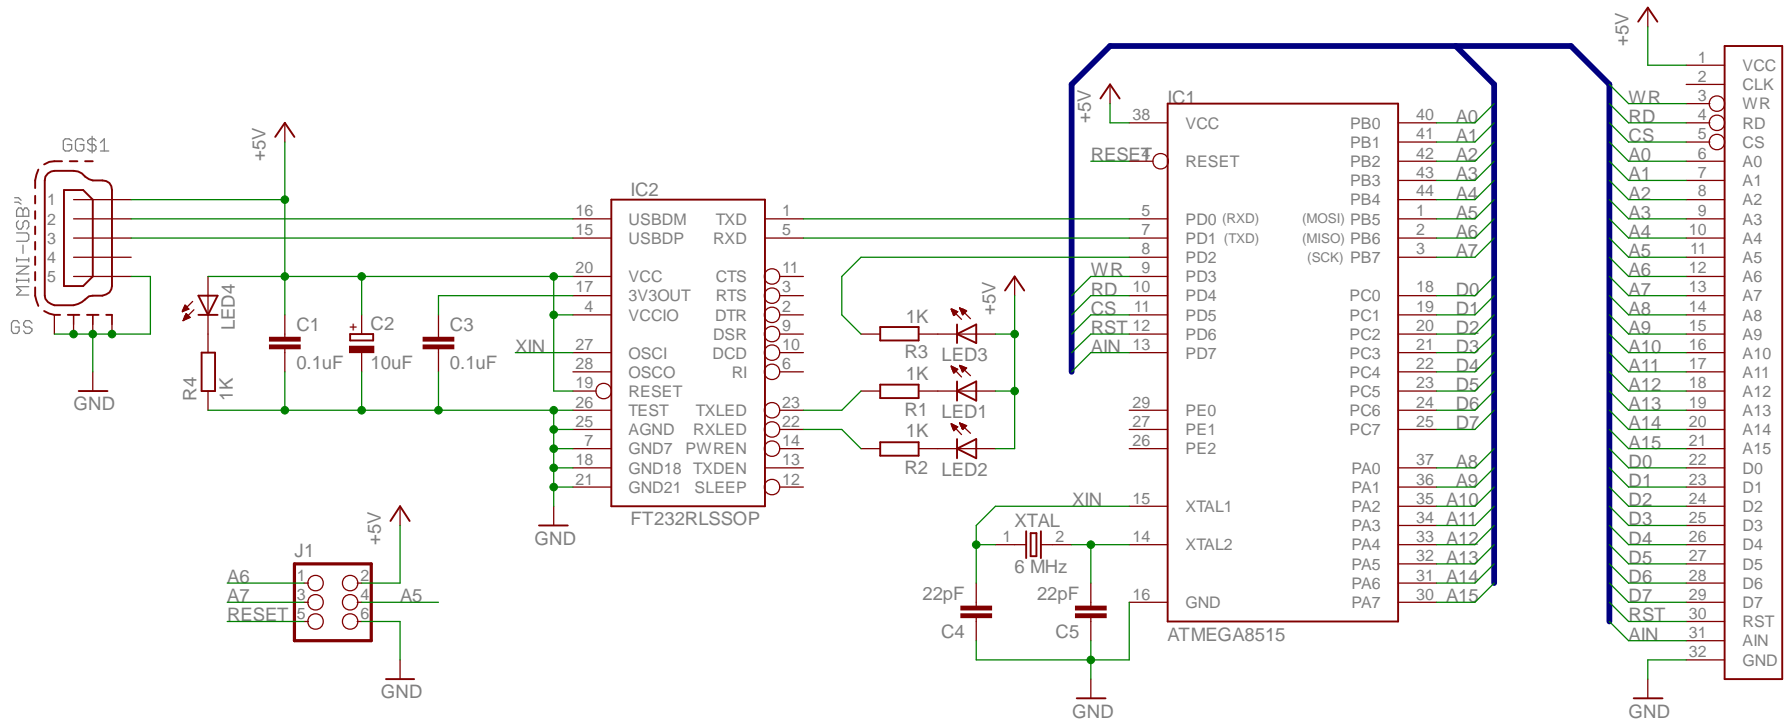 GG$1
MINI-USB"
1
2
3
4
5
GS
GND
+5V
LED4
R4
1K
C1
0.1uF
+
C2
10uF
C3
0.1uF
XIN
IC2
16 USBDM TXD 1
15 USBDP RXD 5
20 VCC CTS 11
17 3V3OUT RTS 3
4 VCCIO DTR 2
DSR 9
27 OSCI DCD 10
28 OSCO RI 6
19 RESET
26 TEST TXLED 23
25 AGND RXLED 22
7 GND7 PWREN 14
18 GND18 TXDEN 13
21 GND21 SLEEP 12
FT232RLSSOP
GND
J1
+5V
A6 1 2
A7 3 4 A5
RESET 5 6
GND
1K
R3
LED3
1K
R1
LED1
1K
R2
LED2
+5V
+5V
IC1
38 VCC PB0 40 A0
PB1 41 A1
RESET 4 RESET PB2 42 A2
PB3 43 A3
PB4 44 A4
5 PD0 (RXD) (MOSI) PB5 1 A5
7 PD1 (TXD) (MISO) PB6 2 A6
8 PD2 (SCK) PB7 3 A7
WR 9 PD3
RD 10 PD4 PC0 18 D0
CS 11 PD5 PC1 19 D1
RST 12 PD6 PC2 20 D2
AIN 13 PD7 PC3 21 D3
PC4 22 D4
PC5 23 D5
29 PE0 PC6 24 D6
27 PE1 PC7 25 D7
26 PE2
PA0 37 A8
PA1 36 A9
XIN 15 XTAL1 PA2 35 A10
PA3 34 A11
14 XTAL2 PA4 33 A12
PA5 32 A13
PA6 31 A14
16 GND PA7 30 A15
ATMEGA8515
XTAL
1 2
6 MHz
22pF
C4
22pF
C5
GND
+5V
1 VCC
2 CLK
WR 3 WR
RD 4 RD
CS 5 CS
A0 6 A0
A1 7 A1
A2 8 A2
A3 9 A3
A4 10 A4
A5 11 A5
A6 12 A6
A7 13 A7
A8 14 A8
A9 15 A9
A10 16 A10
A11 17 A11
A12 18 A12
A13 19 A13
A14 20 A14
A15 21 A15
D0 22 D0
D1 23 D1
D2 24 D2
D3 25 D3
D4 26 D4
D5 27 D5
D6 28 D6
D7 29 D7
RST 30 RST
AIN 31 AIN
32 GND
GND